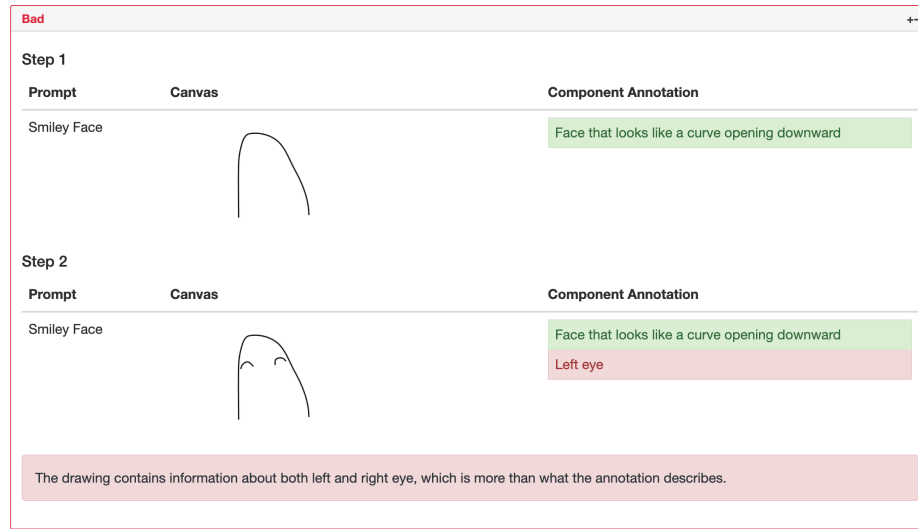 Bad +-
Step 1
Prompt Canvas Component Annotation
Smiley Face Face that looks like a curve opening downward
Step 2
Prompt Canvas Component Annotation
Smiley Face Face that looks like a curve opening downward
Left eye
The drawing contains information about both left and right eye, which is more than what the annotation describes.